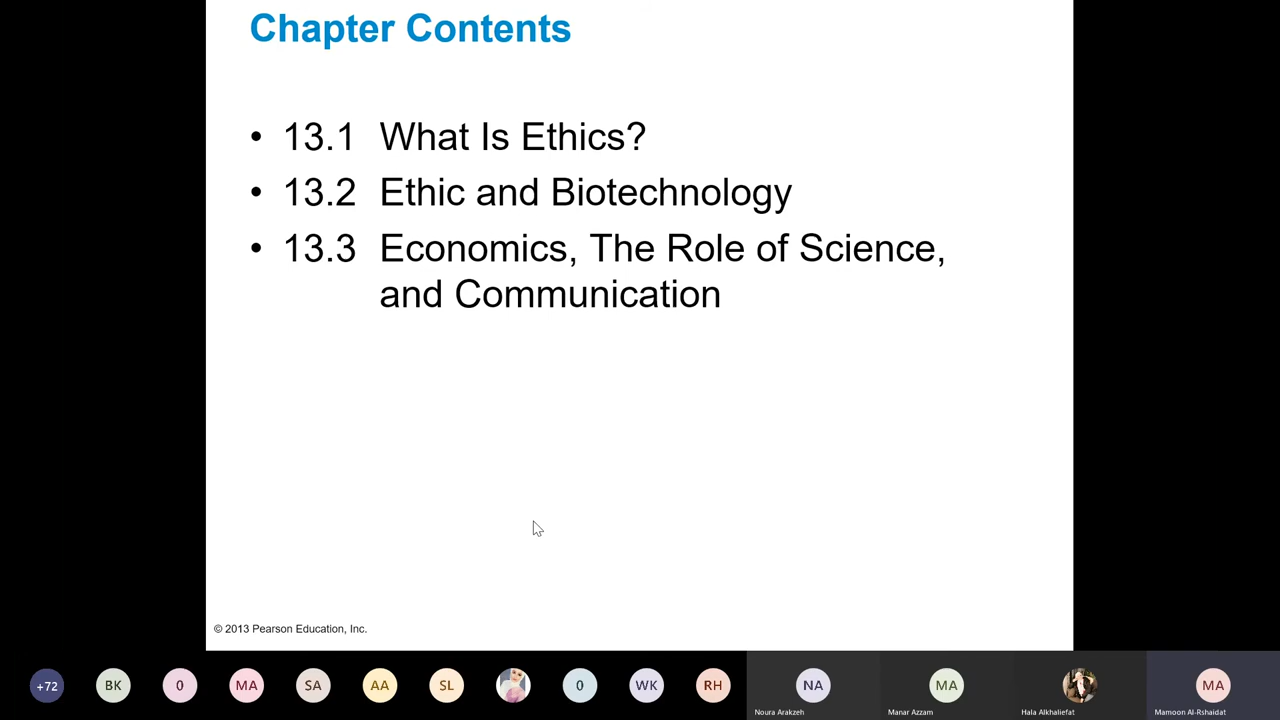 Chapter Contents
• 13.1 What Is Ethics?
• 13.2 Ethic and Biotechnology
• 13.3 Economics, The Role of Science,
and Communication
© 2013 Pearson Education, Inc.
+72 BK 0 MA SA AA SL 0 WK RH NA MA MA
Noura Arakzeh Manar Azzam Hala Alkhaliefat Mamoon Al-Rshaidat